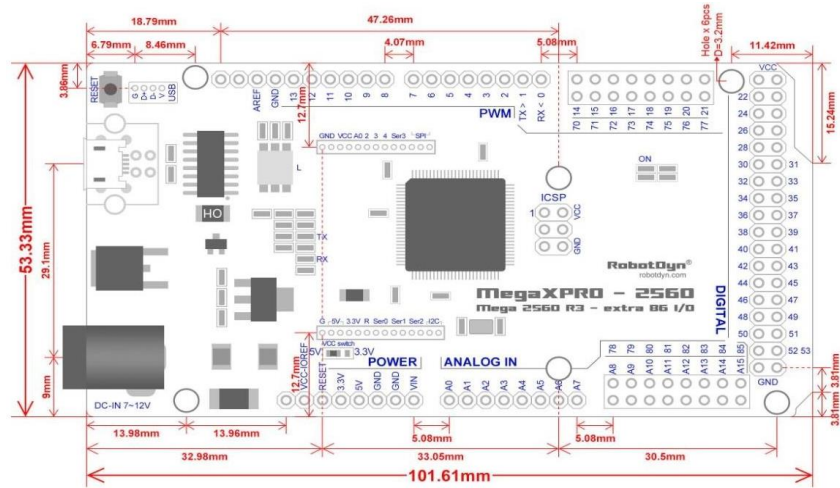 18.79mm
47.26mm
6.79mm
8.46mm
4.07mm
5.08mm
Hole x 6pcs
D=3.2mm
11.42mm
3.86mm
RESET
G
D+
D-
V
USB
AREF
GND
13
12
11
10
9
8
7
6
5
4
3
2
TX > 1
RX < 0
PWM
70 14
71 15
72 16
73 17
74 18
75 19
76 20
77 21
VCC
22
24
26
28
30 31
32 33
34 35
36 37
38 39
40 41
42 43
44 45
46 47
48 49
50 51
52 53
GND
15.24mm
12.7mm
GND VCC A0 2 3 4 Ser3 SPI
L
HO
TX
RX
ON
ICSP
1
VCC
GND
53.33mm
29.1mm
9mm
RobotDyn®
robotdyn.com
MegaXPRO - 2560
Mega 2560 R3 - extra 86 I/O
DIGITAL
G -5V- 3.3V R Ser0 Ser1 Ser2 -I2C-
VCC switch
5V
3.3V
POWER
ANALOG IN
VCC-IOREF
RESET
3.3V
5V
GND
GND
VIN
A0
A1
A2
A3
A4
A5
A6
A7
A8 78
A9 79
A10 80
A11 81
A12 82
A13 83
A14 84
A15 85
12.7mm
3.81mm
3.81mm
DC-IN 7~12V
13.98mm
13.96mm
5.08mm
5.08mm
32.98mm
33.05mm
30.5mm
101.61mm